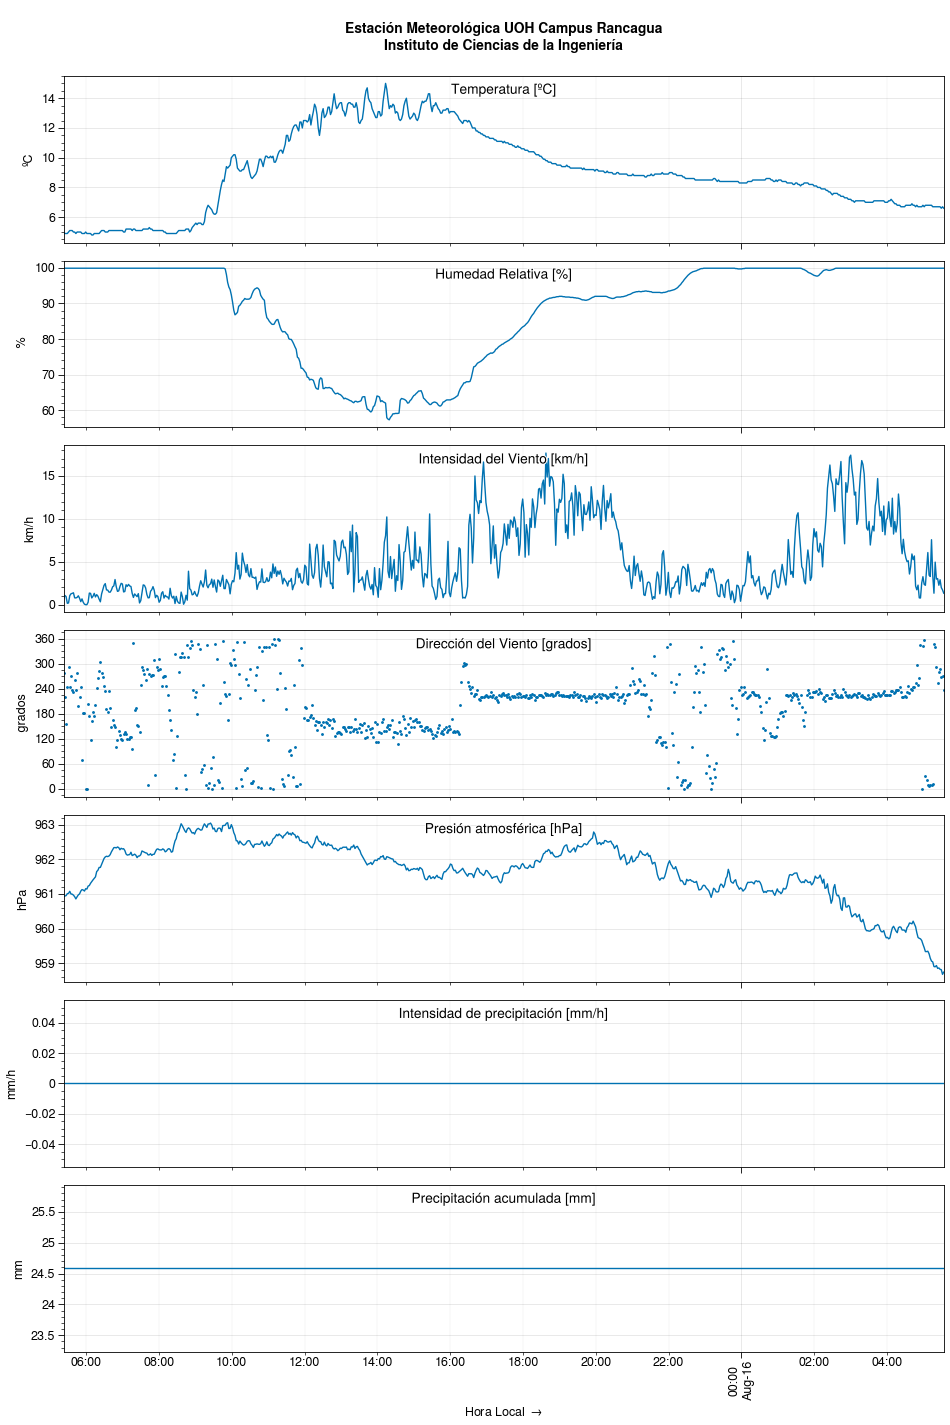 Estación Meteorológica UOH Campus Rancagua
Instituto de Ciencias de la Ingeniería
Temperatura [ºC]
ºC
14
12
10
8
6
Humedad Relativa [%]
%
100
90
80
70
60
Intensidad del Viento [km/h]
km/h
15
10
5
0
Dirección del Viento [grados]
grados
360
300
240
180
120
60
0
Presión atmosférica [hPa]
hPa
963
962
961
960
959
Intensidad de precipitación [mm/h]
mm/h
0.04
0.02
0
−0.02
−0.04
Precipitación acumulada [mm]
mm
25.5
25
24.5
24
23.5
06:00 08:00 10:00 12:00 14:00 16:00 18:00 20:00 22:00 00:00 02:00 04:00
Aug-16
Hora Local →